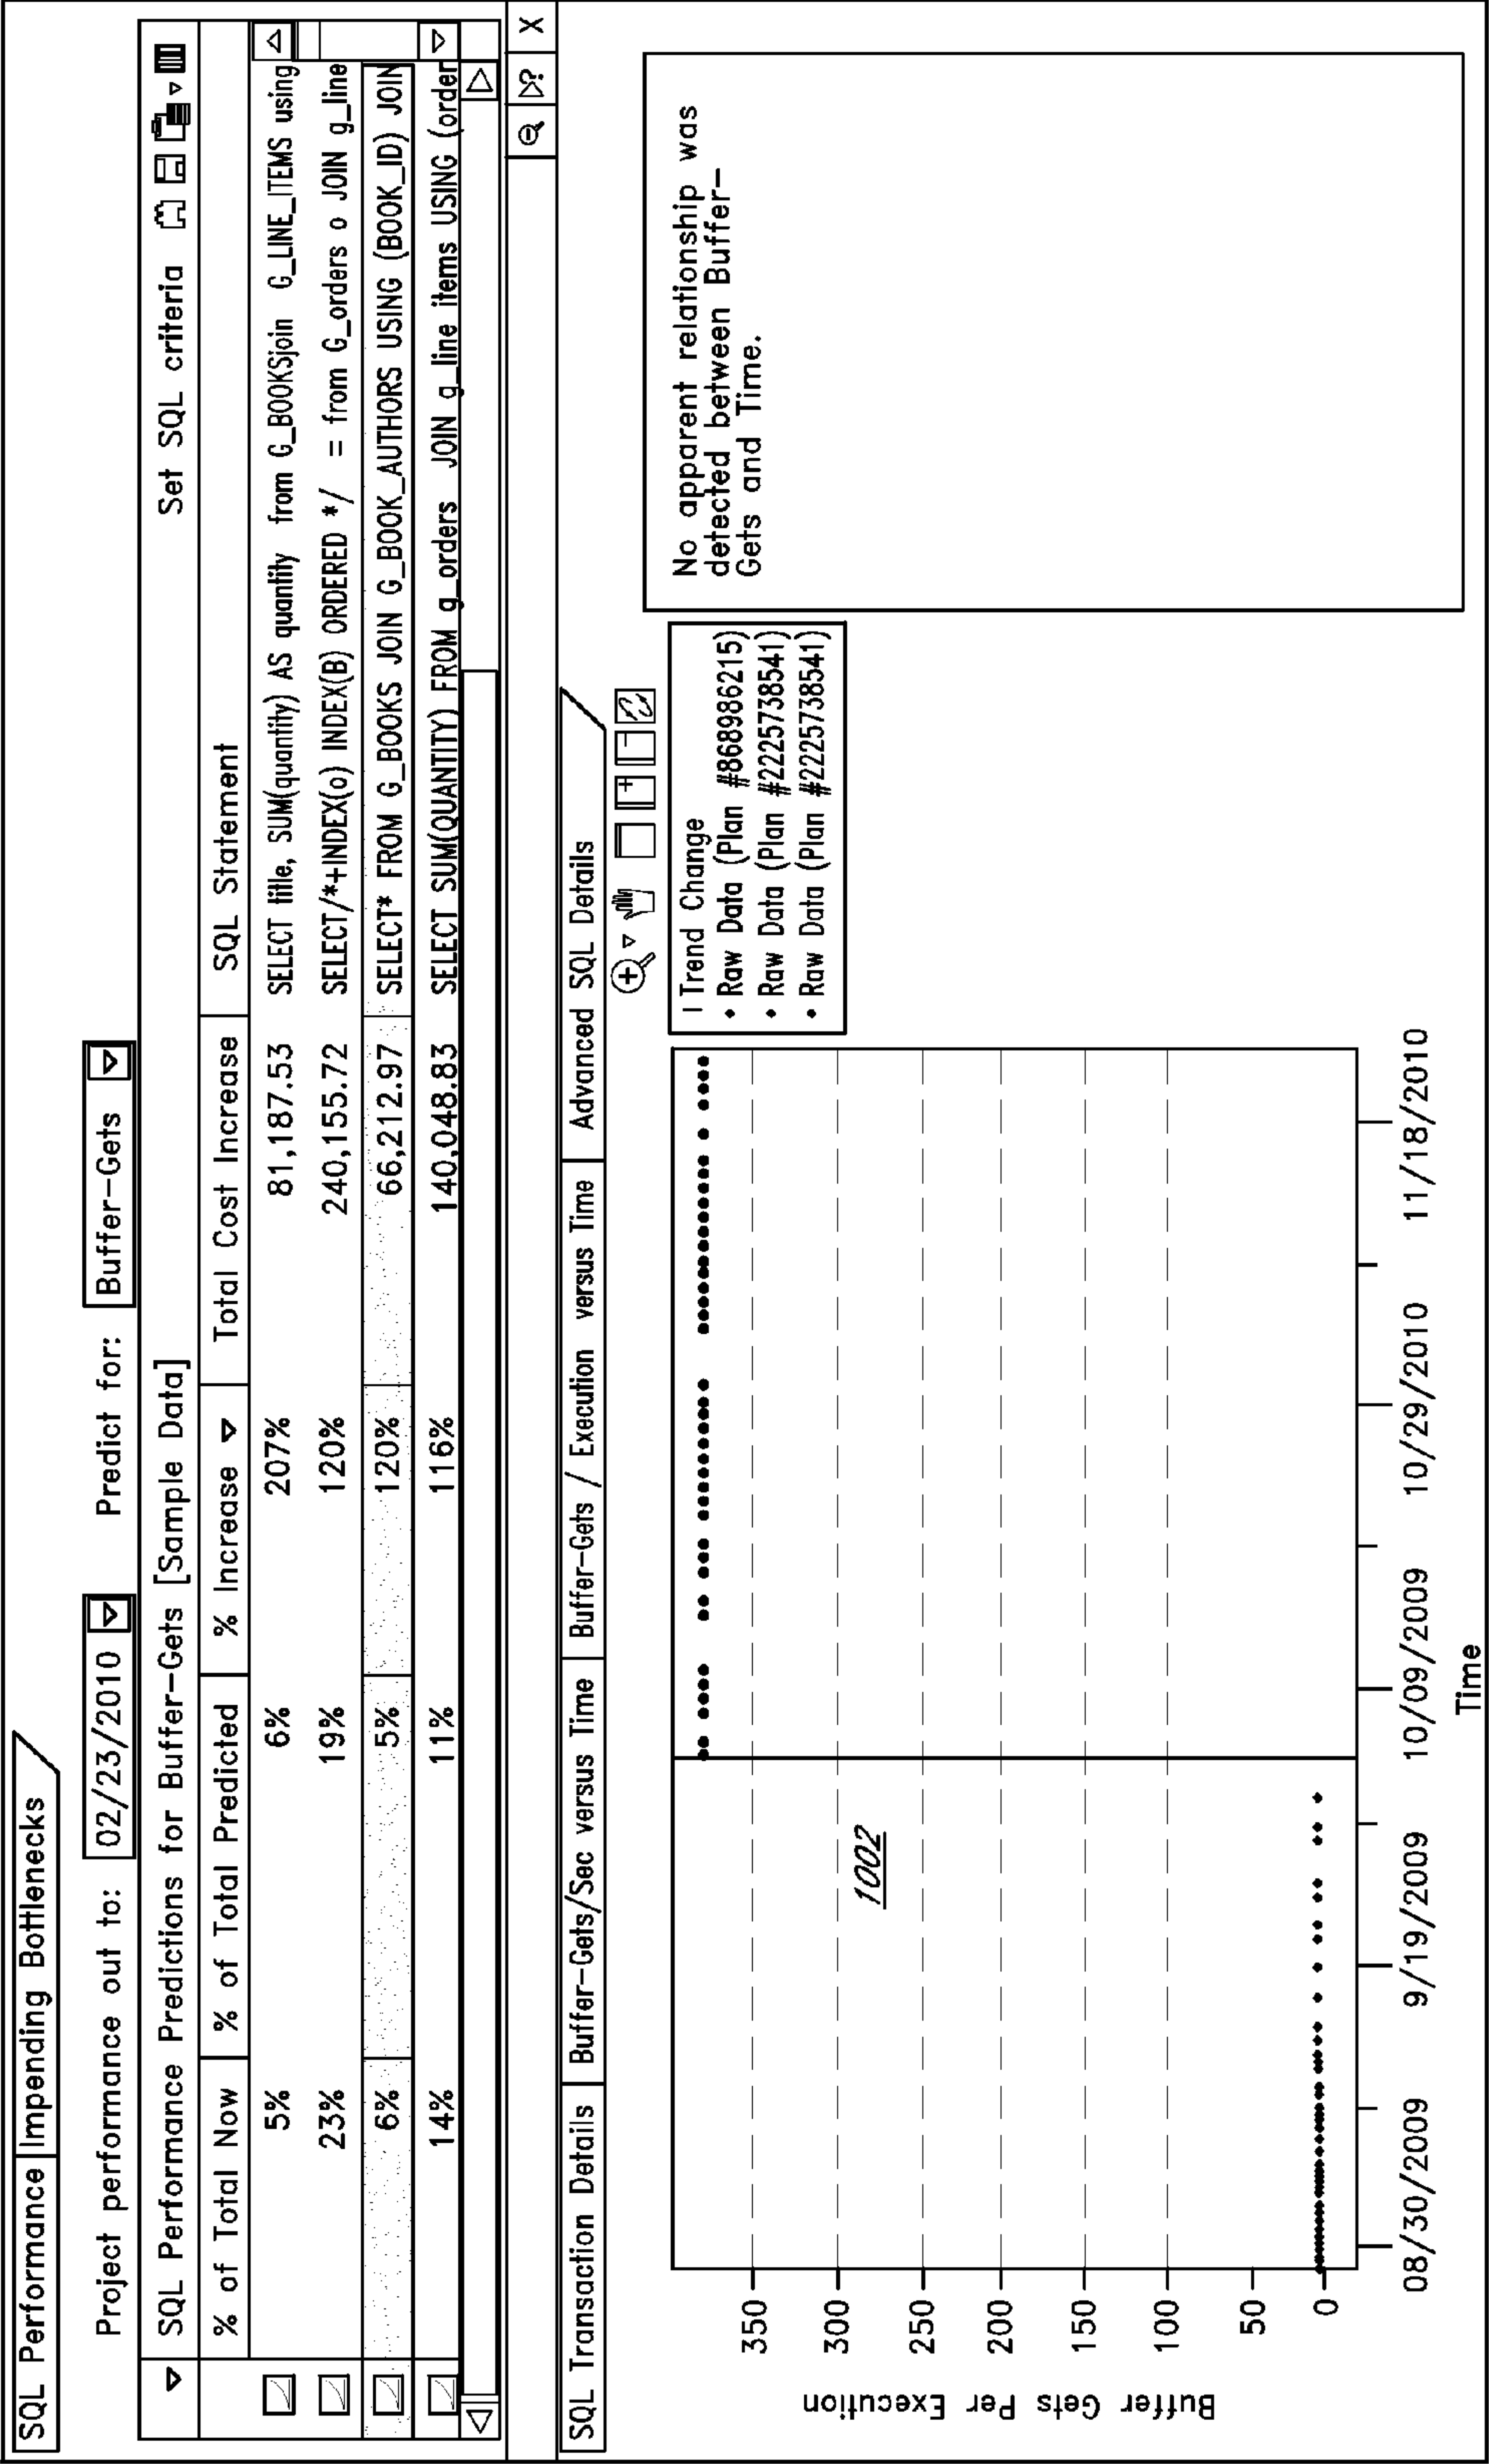 SQL Performance Impending Bottlenecks
Project performance out to: 02/23/2010 Predict for: Buffer-Gets
SQL Performance Predictions for Buffer-Gets [Sample Data] Set SQL criteria
% of Total Now % of Total Predicted % Increase Total Cost Increase SQL Statement
5% 6% 207% 81,187.53 SELECT title, SUM(quantity) AS quantity from G_BOOKSjoin G_LINE_ITEMS using
23% 19% 120% 240,155.72 SELECT/*+INDEX(o) INDEX(B) ORDERED */ = from G_orders o JOIN g_line
6% 5% 120% 66,212.97 SELECT* FROM G_BOOKS JOIN G_BOOK_AUTHORS USING (BOOK_ID) JOIN
14% 11% 116% 140,048.83 SELECT SUM(QUANTITY) FROM g_orders JOIN g_line items USING (order
? X
SQL Transaction Details Buffer-Gets/Sec versus Time Buffer-Gets / Execution versus Time Advanced SQL Details
Buffer Gets Per Execution
350
300
250
200
150
100
50
0
1002
08/30/2009 9/19/2009 10/09/2009 10/29/2010 11/18/2010
Time
I Trend Change
• Raw Data (Plan #868986215)
• Raw Data (Plan #2225738541)
• Raw Data (Plan #2225738541)
No apparent relationship was
detected between Buffer-
Gets and Time.